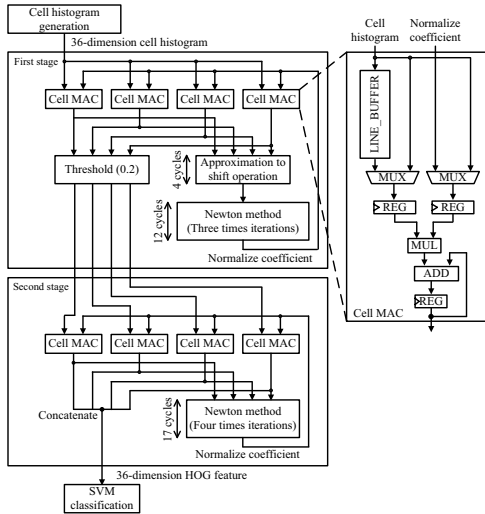 Cell histogram
generation
36-dimension cell histogram
First stage
Cell MAC
Cell MAC
Cell MAC
Cell MAC
Threshold (0.2)
4 cycles
Approximation to
shift operation
12 cycles
Newton method
(Three times iterations)
Normalize coefficient
Second stage
Cell MAC
Cell MAC
Cell MAC
Cell MAC
Concatenate
17 cycles
Newton method
(Four times iterations)
Normalize coefficient
36-dimension HOG feature
SVM
classification
Cell
histogram
Normalize
coefficient
LINE_BUFFER
MUX
MUX
REG
REG
MUL
ADD
REG
Cell MAC